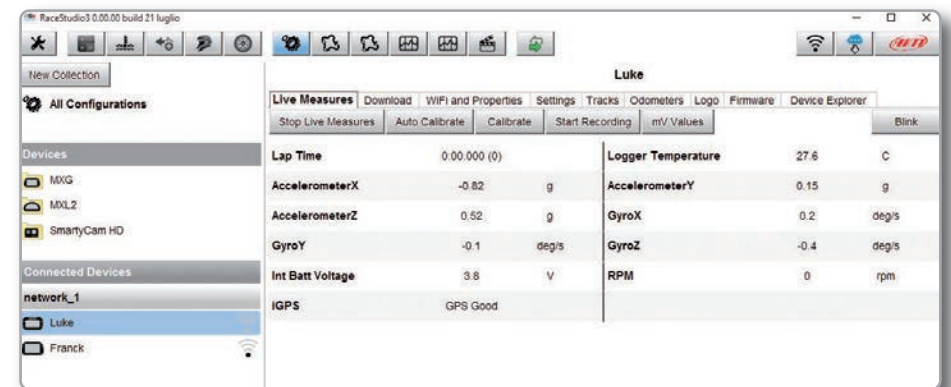 RaceStudio3 0.00.00 build 21 luglio
AiM
New Collection
All Configurations
Devices
MXG
MXL2
SmartyCam HD
Connected Devices
network_1
Luke
Franck
Luke
Live Measures Download WiFi and Properties Settings Tracks Odometers Logo Firmware Device Explorer
Stop Live Measures Auto Calibrate Calibrate Start Recording mV Values Blink
Lap Time 0:00.000 (0) Logger Temperature 27.6 C
AccelerometerX -0.82 g AccelerometerY 0.15 g
AccelerometerZ 0.52 g GyroX 0.2 deg/s
GyroY -0.1 deg/s GyroZ -0.4 deg/s
Int Batt Voltage 3.8 V RPM 0 rpm
iGPS GPS Good